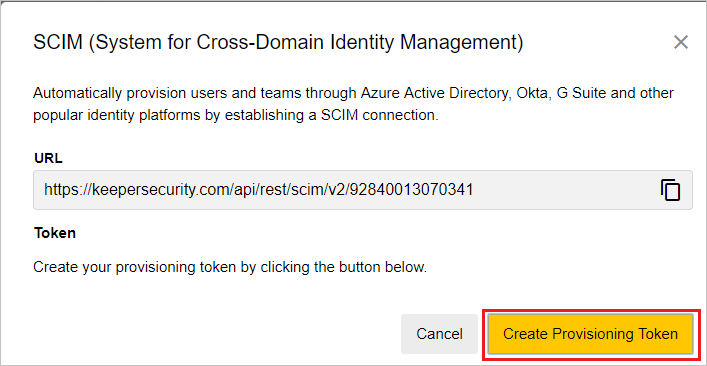 SCIM (System for Cross-Domain Identity Management)
Automatically provision users and teams through Azure Active Directory, Okta, G Suite and other
popular identity platforms by establishing a SCIM connection.
URL
https://keepersecurity.com/api/rest/scim/v2/92840013070341
Token
Create your provisioning token by clicking the button below.
Cancel
Create Provisioning Token